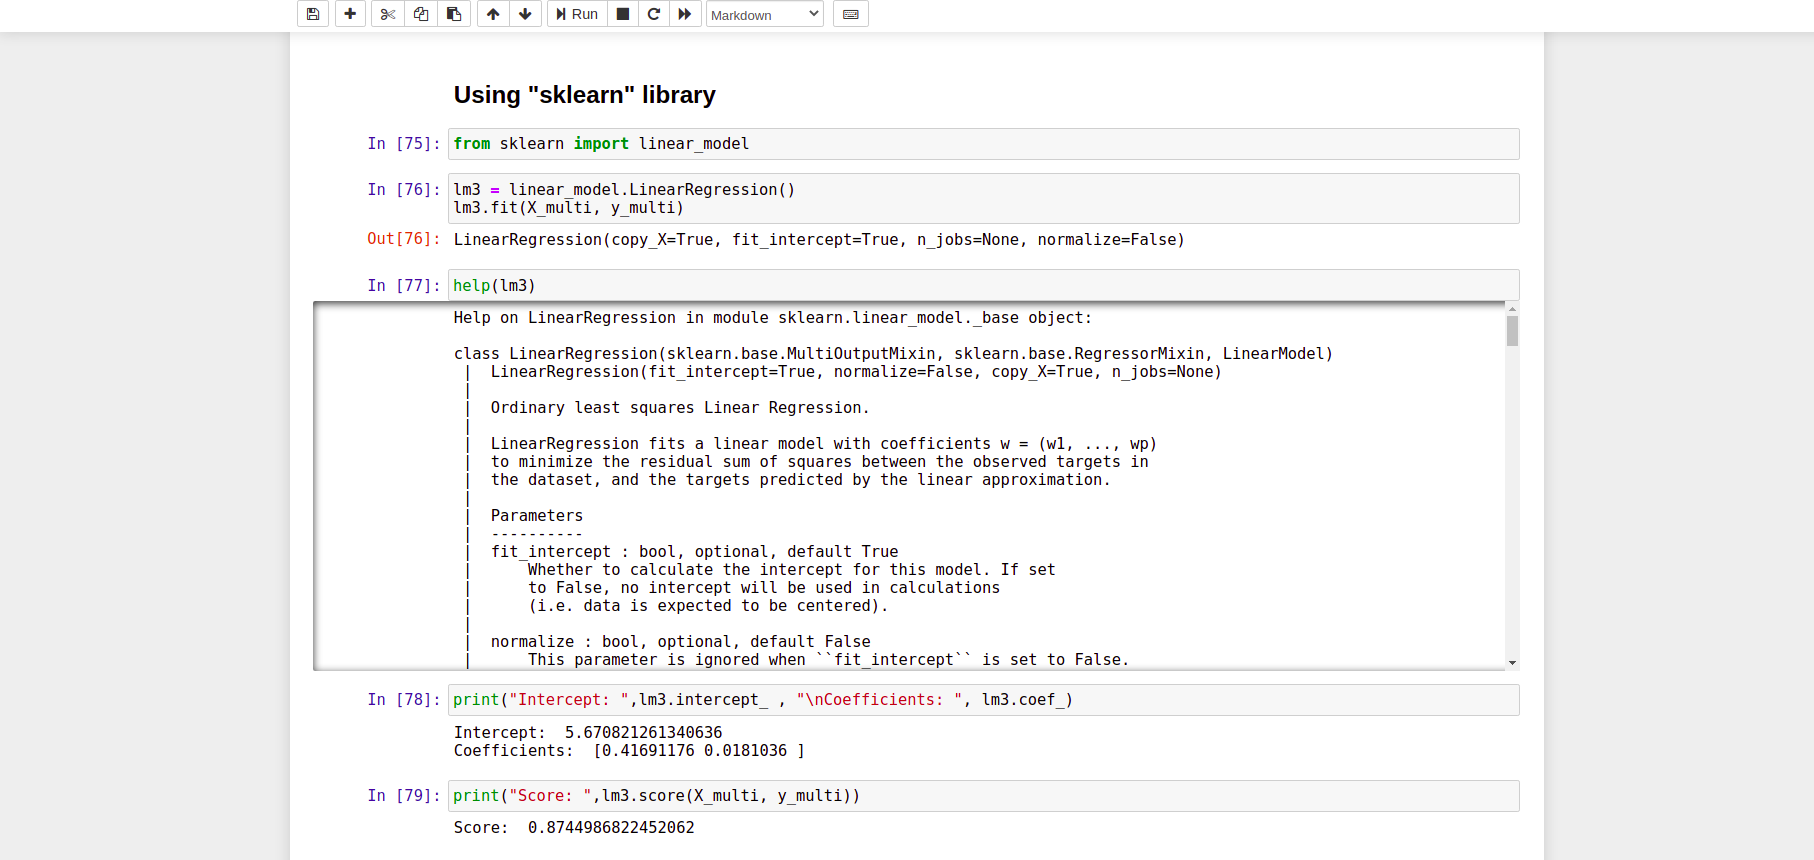 Run
Markdown
Using "sklearn" library
In [75]: from sklearn import linear_model
In [76]: lm3 = linear_model.LinearRegression()
lm3.fit(X_multi, y_multi)
Out[76]: LinearRegression(copy_X=True, fit_intercept=True, n_jobs=None, normalize=False)
In [77]: help(lm3)
Help on LinearRegression in module sklearn.linear_model._base object:
class LinearRegression(sklearn.base.MultiOutputMixin, sklearn.base.RegressorMixin, LinearModel)
 |  LinearRegression(fit_intercept=True, normalize=False, copy_X=True, n_jobs=None)
 |
 |  Ordinary least squares Linear Regression.
 |
 |  LinearRegression fits a linear model with coefficients w = (w1, ..., wp)
 |  to minimize the residual sum of squares between the observed targets in
 |  the dataset, and the targets predicted by the linear approximation.
 |
 |  Parameters
 |  ----------
 |  fit_intercept : bool, optional, default True
 |      Whether to calculate the intercept for this model. If set
 |      to False, no intercept will be used in calculations
 |      (i.e. data is expected to be centered).
 |
 |  normalize : bool, optional, default False
 |      This parameter is ignored when ``fit_intercept`` is set to False.
In [78]: print("Intercept: ",lm3.intercept_ , "\nCoefficients: ", lm3.coef_)
Intercept:  5.670821261340636
Coefficients:  [0.41691176 0.0181036 ]
In [79]: print("Score: ",lm3.score(X_multi, y_multi))
Score:  0.8744986822452062